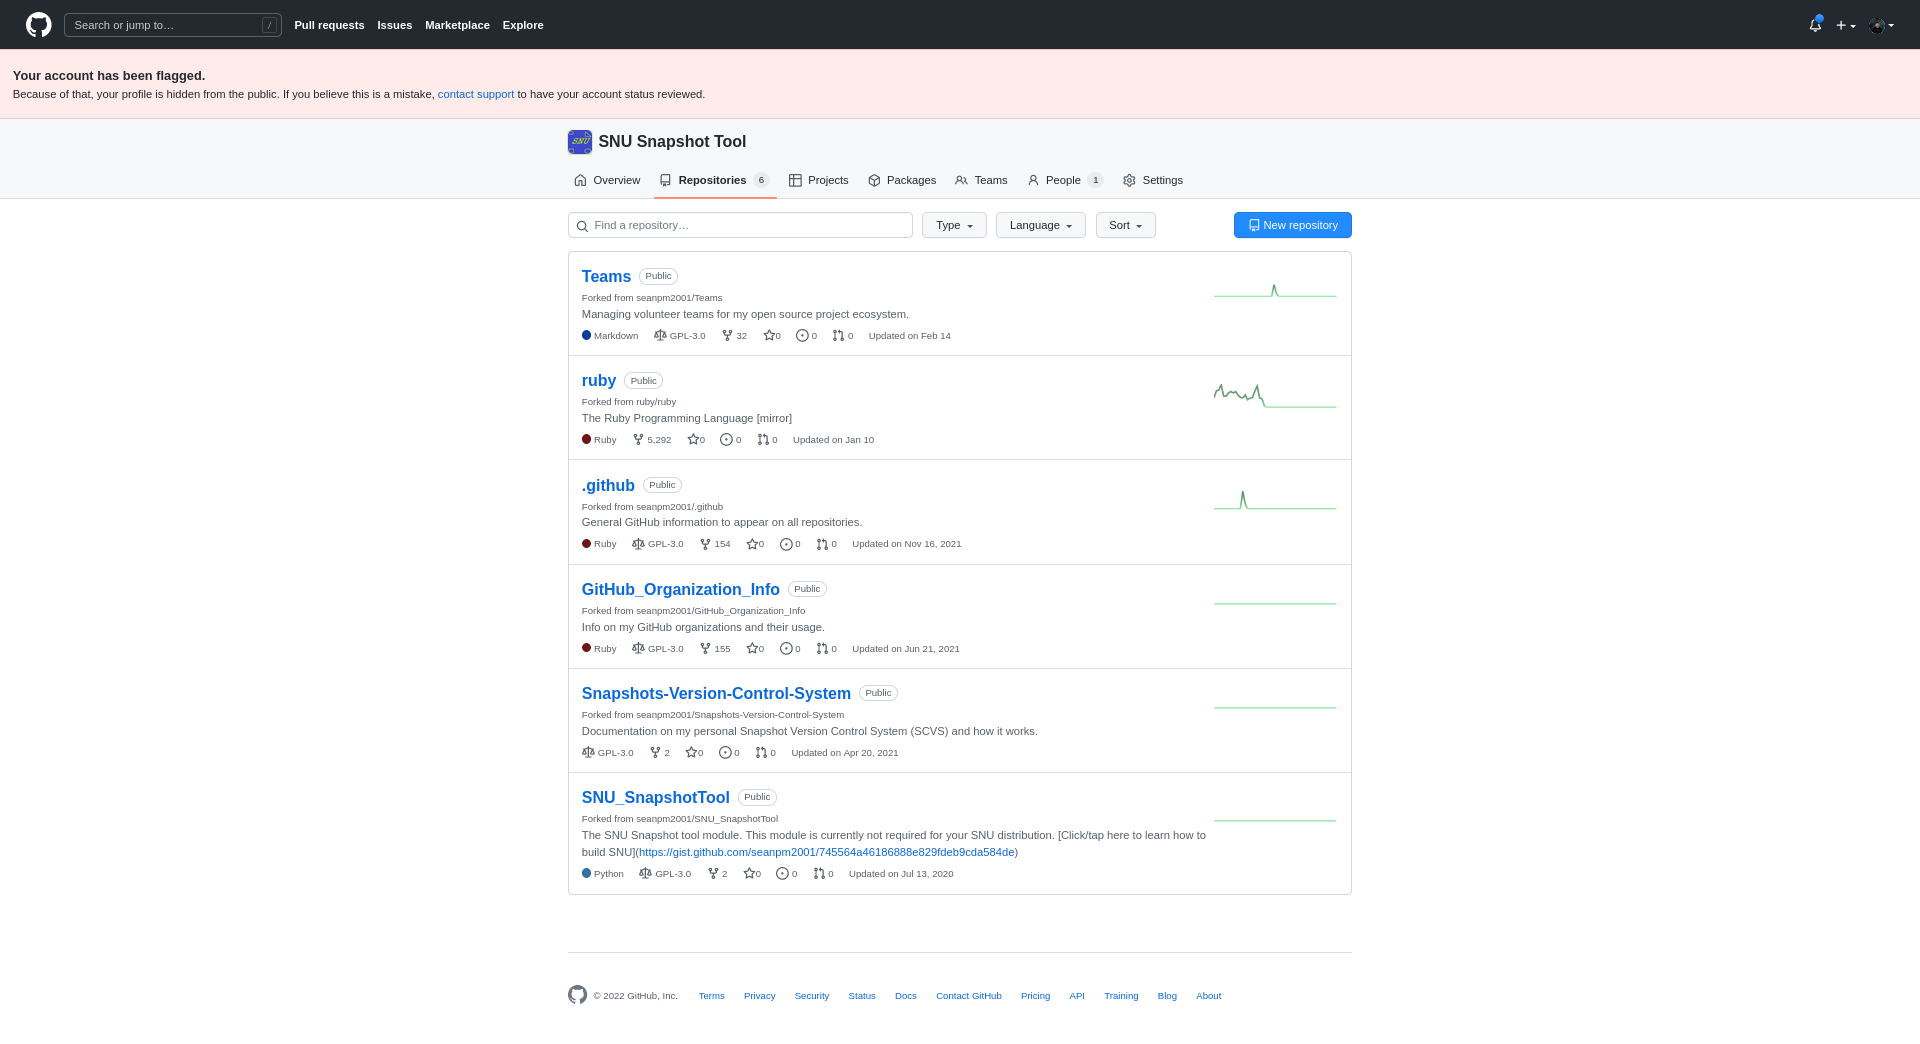 Search or jump to… /
Pull requests Issues Marketplace Explore
Your account has been flagged.
Because of that, your profile is hidden from the public. If you believe this is a mistake, contact support to have your account status reviewed.
SNU
SNU Snapshot Tool
Overview Repositories 6 Projects Packages Teams People 1 Settings
Find a repository… Type Language Sort New repository
Teams Public
Forked from seanpm2001/Teams
Managing volunteer teams for my open source project ecosystem.
Markdown GPL-3.0 32 0 0 0 Updated on Feb 14
ruby Public
Forked from ruby/ruby
The Ruby Programming Language [mirror]
Ruby 5,292 0 0 0 Updated on Jan 10
.github Public
Forked from seanpm2001/.github
General GitHub information to appear on all repositories.
Ruby GPL-3.0 154 0 0 0 Updated on Nov 16, 2021
GitHub_Organization_Info Public
Forked from seanpm2001/GitHub_Organization_Info
Info on my GitHub organizations and their usage.
Ruby GPL-3.0 155 0 0 0 Updated on Jun 21, 2021
Snapshots-Version-Control-System Public
Forked from seanpm2001/Snapshots-Version-Control-System
Documentation on my personal Snapshot Version Control System (SCVS) and how it works.
GPL-3.0 2 0 0 0 Updated on Apr 20, 2021
SNU_SnapshotTool Public
Forked from seanpm2001/SNU_SnapshotTool
The SNU Snapshot tool module. This module is currently not required for your SNU distribution. [Click/tap here to learn how to
build SNU](https://gist.github.com/seanpm2001/745564a46186888e829fdeb9cda584de)
Python GPL-3.0 2 0 0 0 Updated on Jul 13, 2020
© 2022 GitHub, Inc. Terms Privacy Security Status Docs Contact GitHub Pricing API Training Blog About